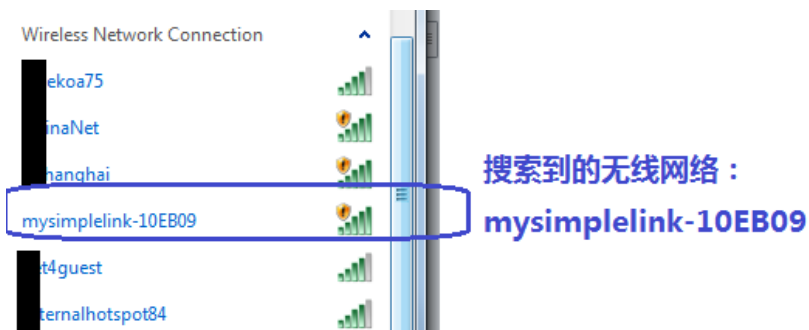 Wireless Network Connection
ekoa75
inaNet
hanghai
搜索到的无线网络：
mysimplelink-10EB09
mysimplelink-10EB09
t4guest
ternalhotspot84